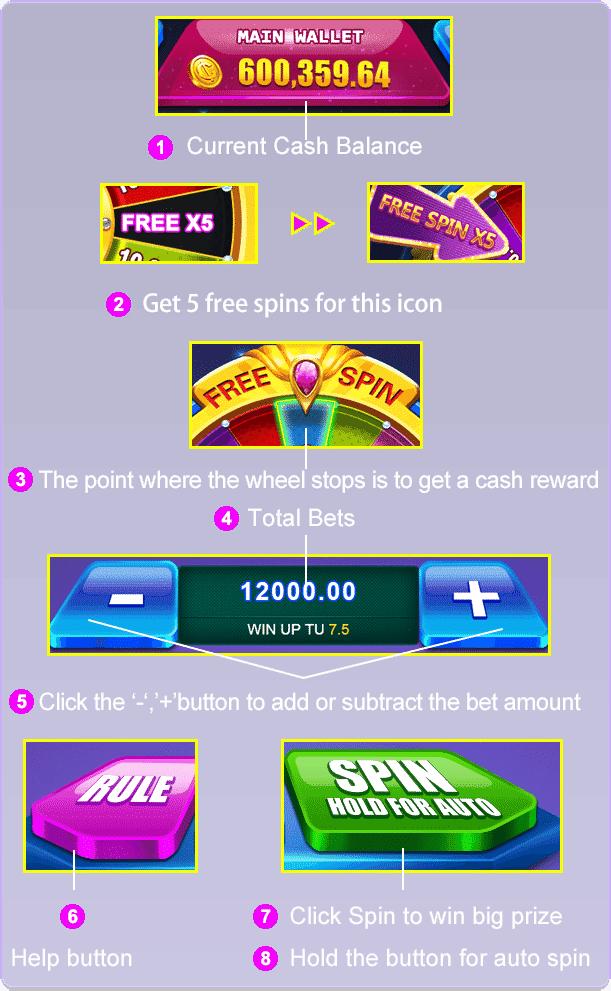 MAIN WALLET
600,359.64
1 Current Cash Balance
FREE X5
FREE SPIN X5
2 Get 5 free spins for this icon
FREE SPIN
3 The point where the wheel stops is to get a cash reward
4 Total Bets
- 12000.00 +
WIN UP TU 7.5
5 Click the ‘-‘,’+’button to add or subtract the bet amount
RULE
SPIN
HOLD FOR AUTO
6
Help button
7 Click Spin to win big prize
8 Hold the button for auto spin